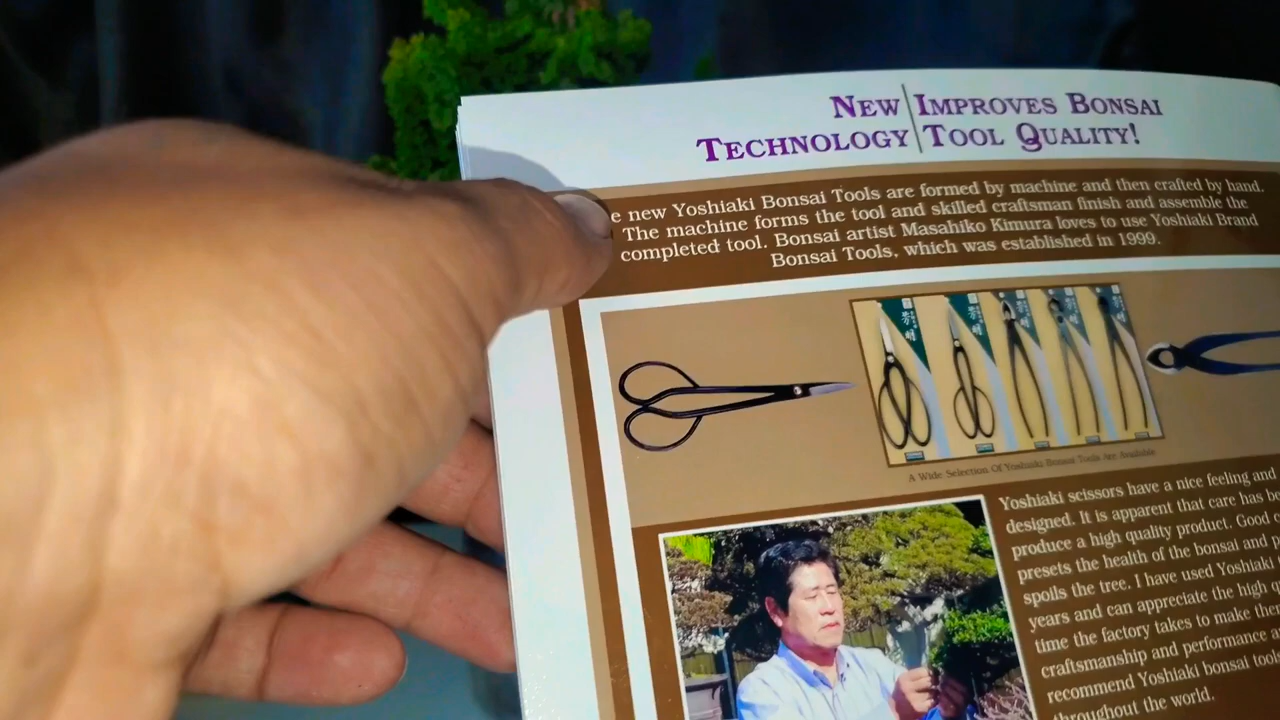 NEW IMPROVES BONSAI
TECHNOLOGY TOOL QUALITY!
new Yoshiaki Bonsai Tools are formed by machine and then crafted by hand.
The machine forms the tool and skilled craftsman finish and assemble the
completed tool. Bonsai artist Masahiko Kimura loves to use Yoshiaki Brand
Bonsai Tools, which was established in 1999.
A Wide Selection Of Yoshiaki Bonsai Tools Are Available
Yoshiaki scissors have a nice feeling and
designed. It is apparent that care has
produce a high quality product. Good
presets the health of the bonsai and
spoils the tree. I have used Yoshiaki
years and can appreciate the high
time the factory takes to make
craftsmanship and performance
recommend Yoshiaki bonsai tools
throughout the world.